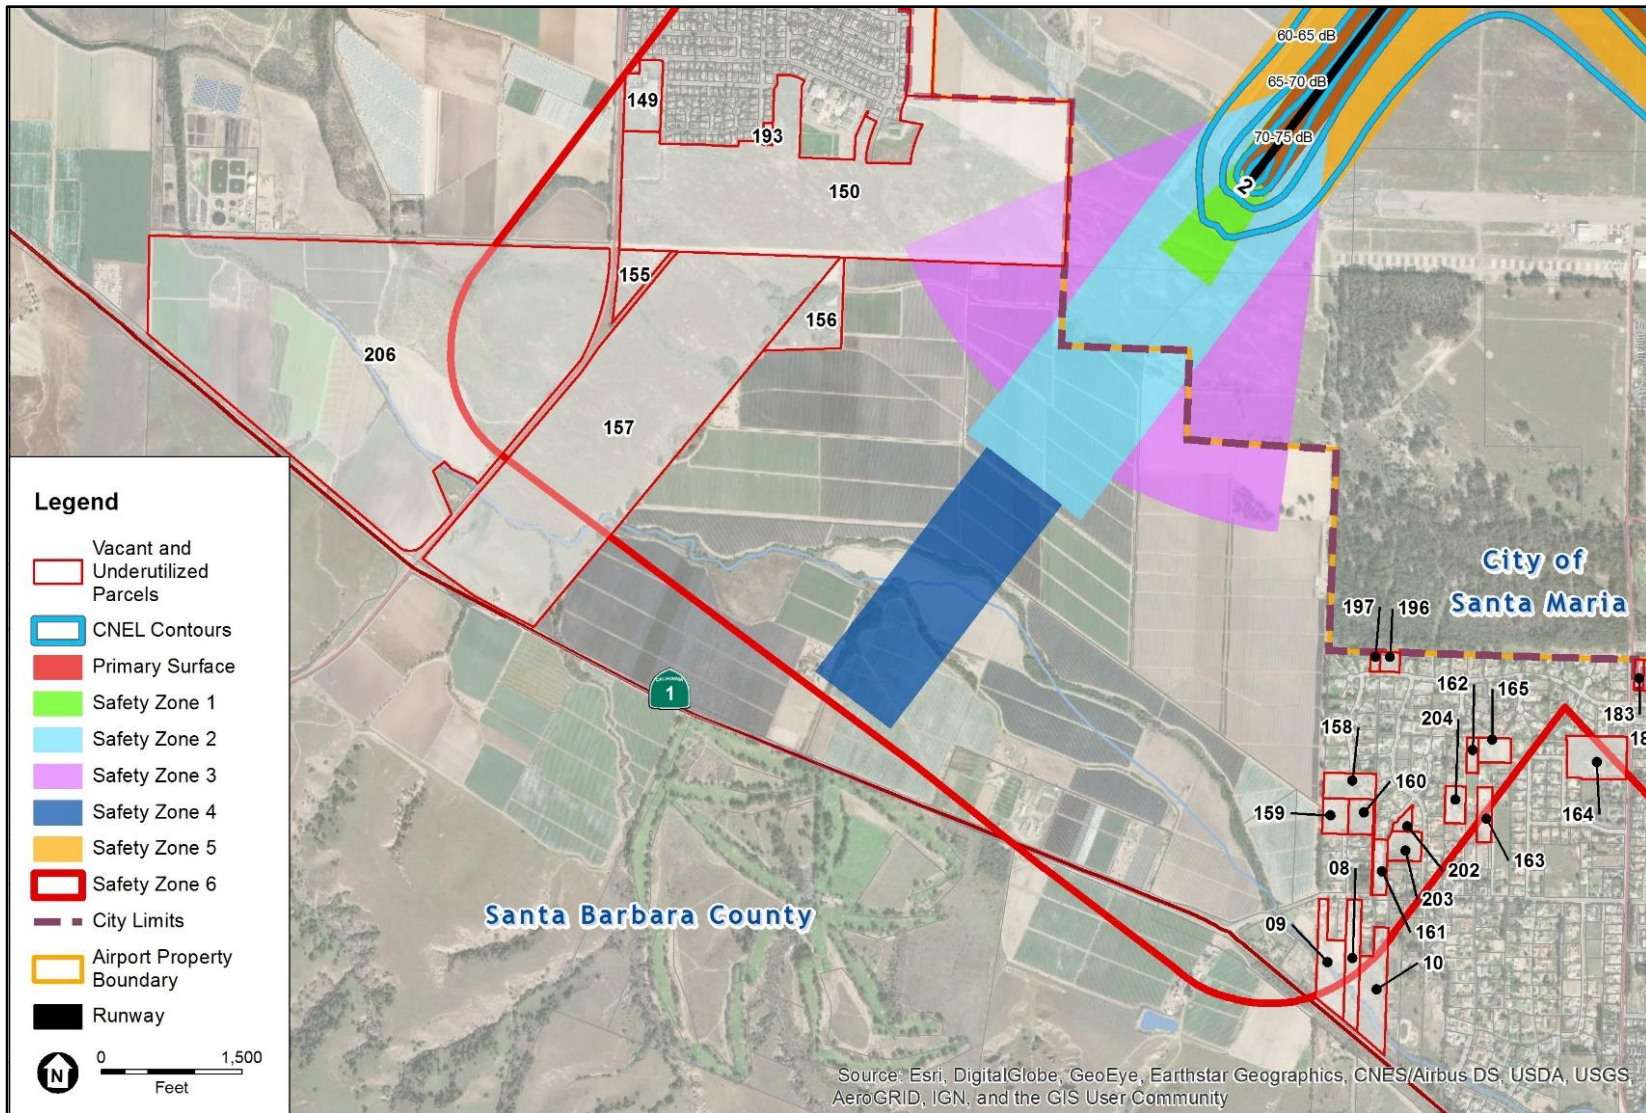 60-65 dB
65-70 dB
70-75 dB
2
149
193
150
155
156
206
157
Legend
Vacant and
Underutilized
Parcels
CNEL Contours
Primary Surface
Safety Zone 1
Safety Zone 2
Safety Zone 3
Safety Zone 4
Safety Zone 5
Safety Zone 6
City Limits
Airport Property
Boundary
Runway
N
0 1,500
Feet
CALIFORNIA
1
City of
Santa Maria
197 196
162 165
183
158 204
18
160
159
164
163
08 202
203
09 161
10
Santa Barbara County
Source: Esri, DigitalGlobe, GeoEye, Earthstar Geographics, CNES/Airbus DS, USDA, USGS,
AeroGRID, IGN, and the GIS User Community